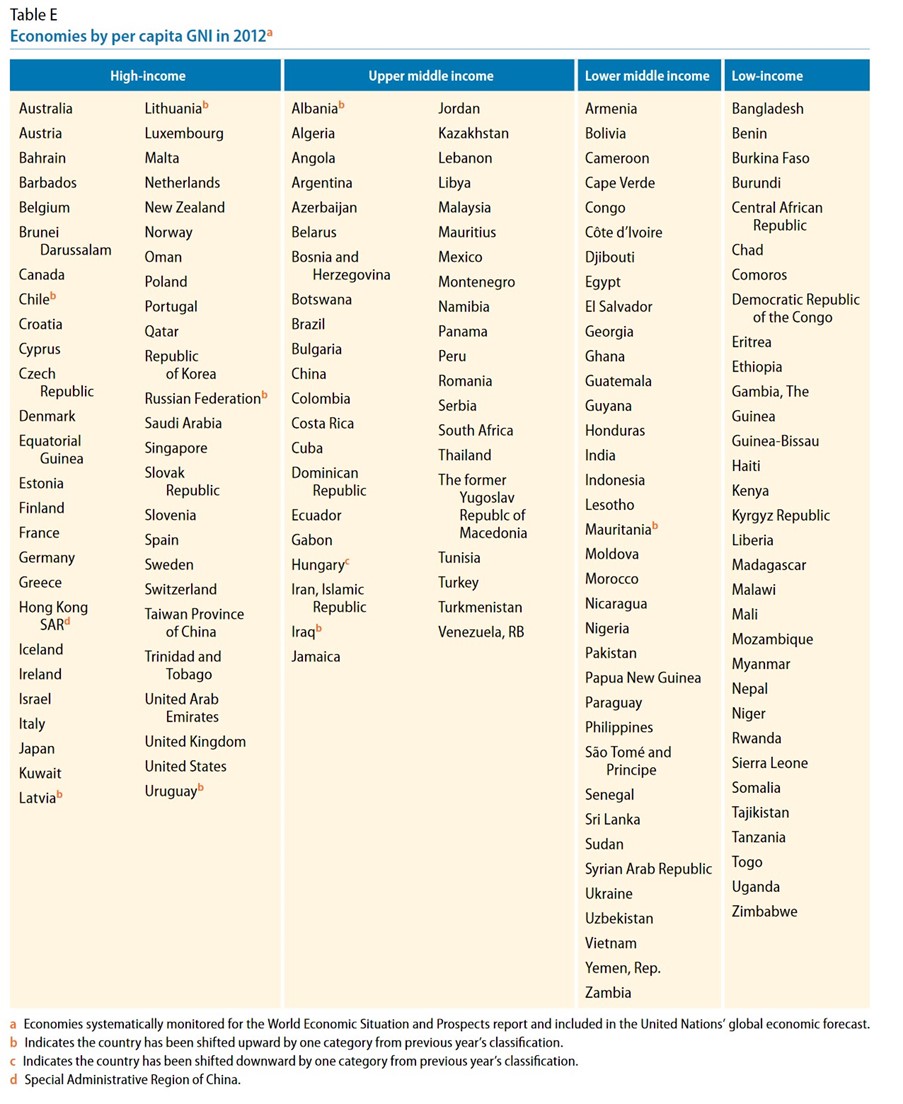 Table E
Economies by per capita GNI in 2012a
High-income
Australia
Austria
Bahrain
Barbados
Belgium
Brunei
Darussalam
Canada
Chileb
Croatia
Cyprus
Czech
Republic
Denmark
Equatorial
Guinea
Estonia
Finland
France
Germany
Greece
Hong Kong
SARd
Iceland
Ireland
Israel
Italy
Japan
Kuwait
Latviab
Lithuaniab
Luxembourg
Malta
Netherlands
New Zealand
Norway
Oman
Poland
Portugal
Qatar
Republic
of Korea
Russian Federationb
Saudi Arabia
Singapore
Slovak
Republic
Slovenia
Spain
Sweden
Switzerland
Taiwan Province
of China
Trinidad and
Tobago
United Arab
Emirates
United Kingdom
United States
Uruguayb
Upper middle income
Albaniab
Algeria
Angola
Argentina
Azerbaijan
Belarus
Bosnia and
Herzegovina
Botswana
Brazil
Bulgaria
China
Colombia
Costa Rica
Cuba
Dominican
Republic
Ecuador
Gabon
Hungaryc
Iran, Islamic
Republic
Iraqb
Jamaica
Jordan
Kazakhstan
Lebanon
Libya
Malaysia
Mauritius
Mexico
Montenegro
Namibia
Panama
Peru
Romania
Serbia
South Africa
Thailand
The former
Yugoslav
Republc of
Macedonia
Tunisia
Turkey
Turkmenistan
Venezuela, RB
Lower middle income
Armenia
Bolivia
Cameroon
Cape Verde
Congo
Côte d’Ivoire
Djibouti
Egypt
El Salvador
Georgia
Ghana
Guatemala
Guyana
Honduras
India
Indonesia
Lesotho
Mauritaniab
Moldova
Morocco
Nicaragua
Nigeria
Pakistan
Papua New Guinea
Paraguay
Philippines
São Tomé and
Principe
Senegal
Sri Lanka
Sudan
Syrian Arab Republic
Ukraine
Uzbekistan
Vietnam
Yemen, Rep.
Zambia
Low-income
Bangladesh
Benin
Burkina Faso
Burundi
Central African
Republic
Chad
Comoros
Democratic Republic
of the Congo
Eritrea
Ethiopia
Gambia, The
Guinea
Guinea-Bissau
Haiti
Kenya
Kyrgyz Republic
Liberia
Madagascar
Malawi
Mali
Mozambique
Myanmar
Nepal
Niger
Rwanda
Sierra Leone
Somalia
Tajikistan
Tanzania
Togo
Uganda
Zimbabwe
a Economies systematically monitored for the World Economic Situation and Prospects report and included in the United Nations’ global economic forecast.
b Indicates the country has been shifted upward by one category from previous year’s classification.
c Indicates the country has been shifted downward by one category from previous year’s classification.
d Special Administrative Region of China.